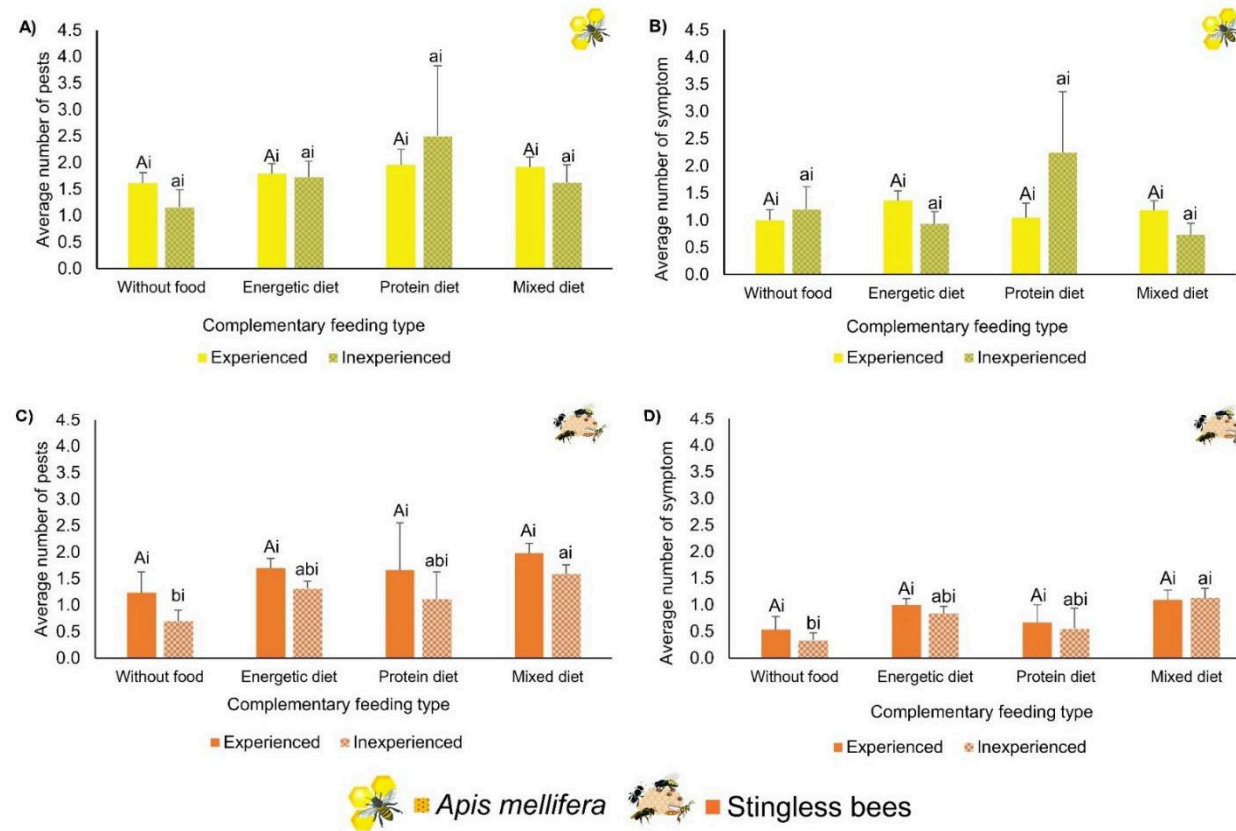 A)
Average number of pests
4.5
4.0
3.5
3.0
2.5
2.0
1.5
1.0
0.5
0.0
Ai ai Ai ai Ai ai Ai ai
Without food Energetic diet Protein diet Mixed diet
Complementary feeding type
Experienced Inexperienced
B)
Average number of symptom
4.5
4.0
3.5
3.0
2.5
2.0
1.5
1.0
0.5
0.0
Ai ai Ai ai Ai ai Ai ai
Without food Energetic diet Protein diet Mixed diet
Complementary feeding type
Experienced Inexperienced
C)
Average number of pests
4.5
4.0
3.5
3.0
2.5
2.0
1.5
1.0
0.5
0.0
Ai bi Ai abi Ai abi Ai ai
Without food Energetic diet Protein diet Mixed diet
Complementary feeding type
Experienced Inexperienced
D)
Average number of symptom
4.5
4.0
3.5
3.0
2.5
2.0
1.5
1.0
0.5
0.0
Ai bi Ai abi Ai abi Ai ai
Without food Energetic diet Protein diet Mixed diet
Complementary feeding type
Experienced Inexperienced
Apis mellifera Stingless bees